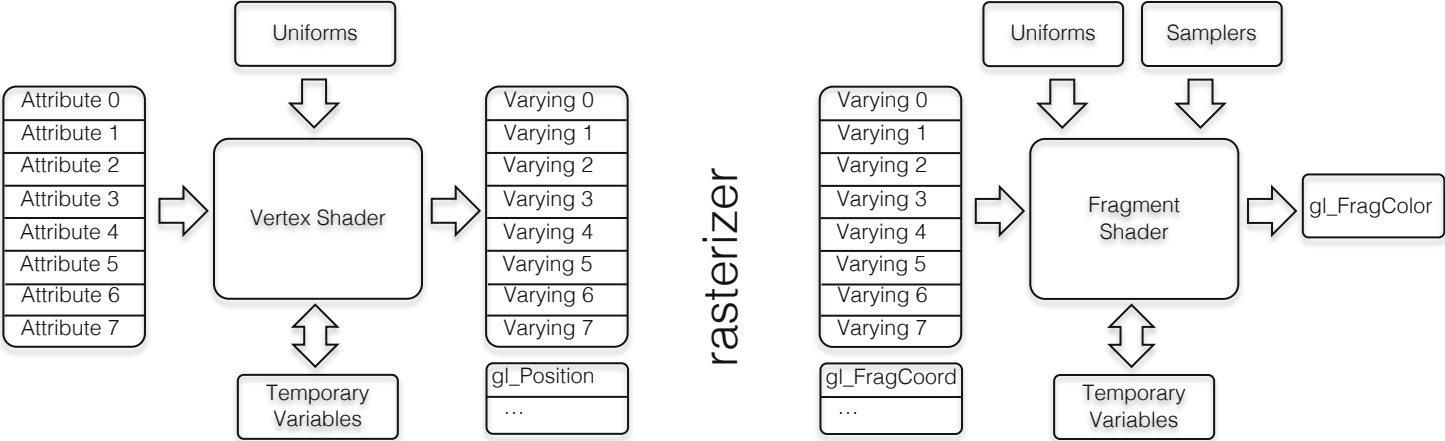 Uniforms
Attribute 0
Attribute 1
Attribute 2
Attribute 3
Attribute 4
Attribute 5
Attribute 6
Attribute 7
Vertex Shader
Temporary
Variables
Varying 0
Varying 1
Varying 2
Varying 3
Varying 4
Varying 5
Varying 6
Varying 7
gl_Position
...
rasterizer
Uniforms
Samplers
Varying 0
Varying 1
Varying 2
Varying 3
Varying 4
Varying 5
Varying 6
Varying 7
gl_FragCoord
...
Fragment
Shader
Temporary
Variables
gl_FragColor